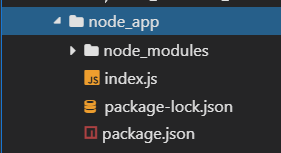 node_app
node_modules
index.js
package-lock.json
package.json